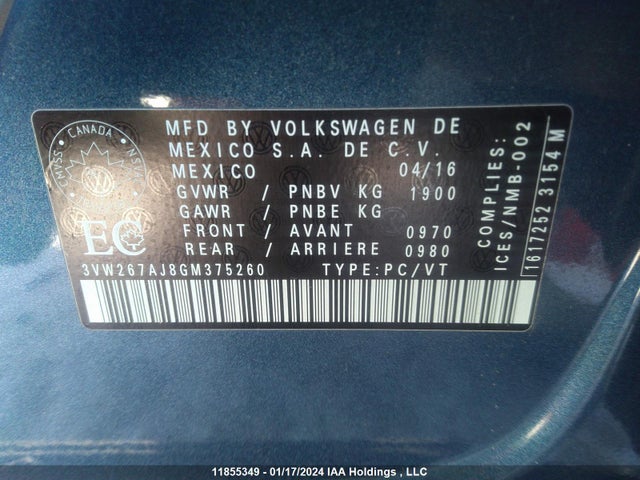 MFD BY VOLKSWAGEN DE
MEXICO S.A. DE C.V.
MEXICO 04/16
GVWR / PNBV KG 1900
GAWR / PNBE KG
FRONT / AVANT 0970
REAR / ARRIERE 0980
3VW267AJ8GM375260 TYPE:PC/VT
CANADA
EC
COMPLIES:
ICES/NMB-002
1617252 3154 M
11855349 - 01/17/2024 IAA Holdings , LLC